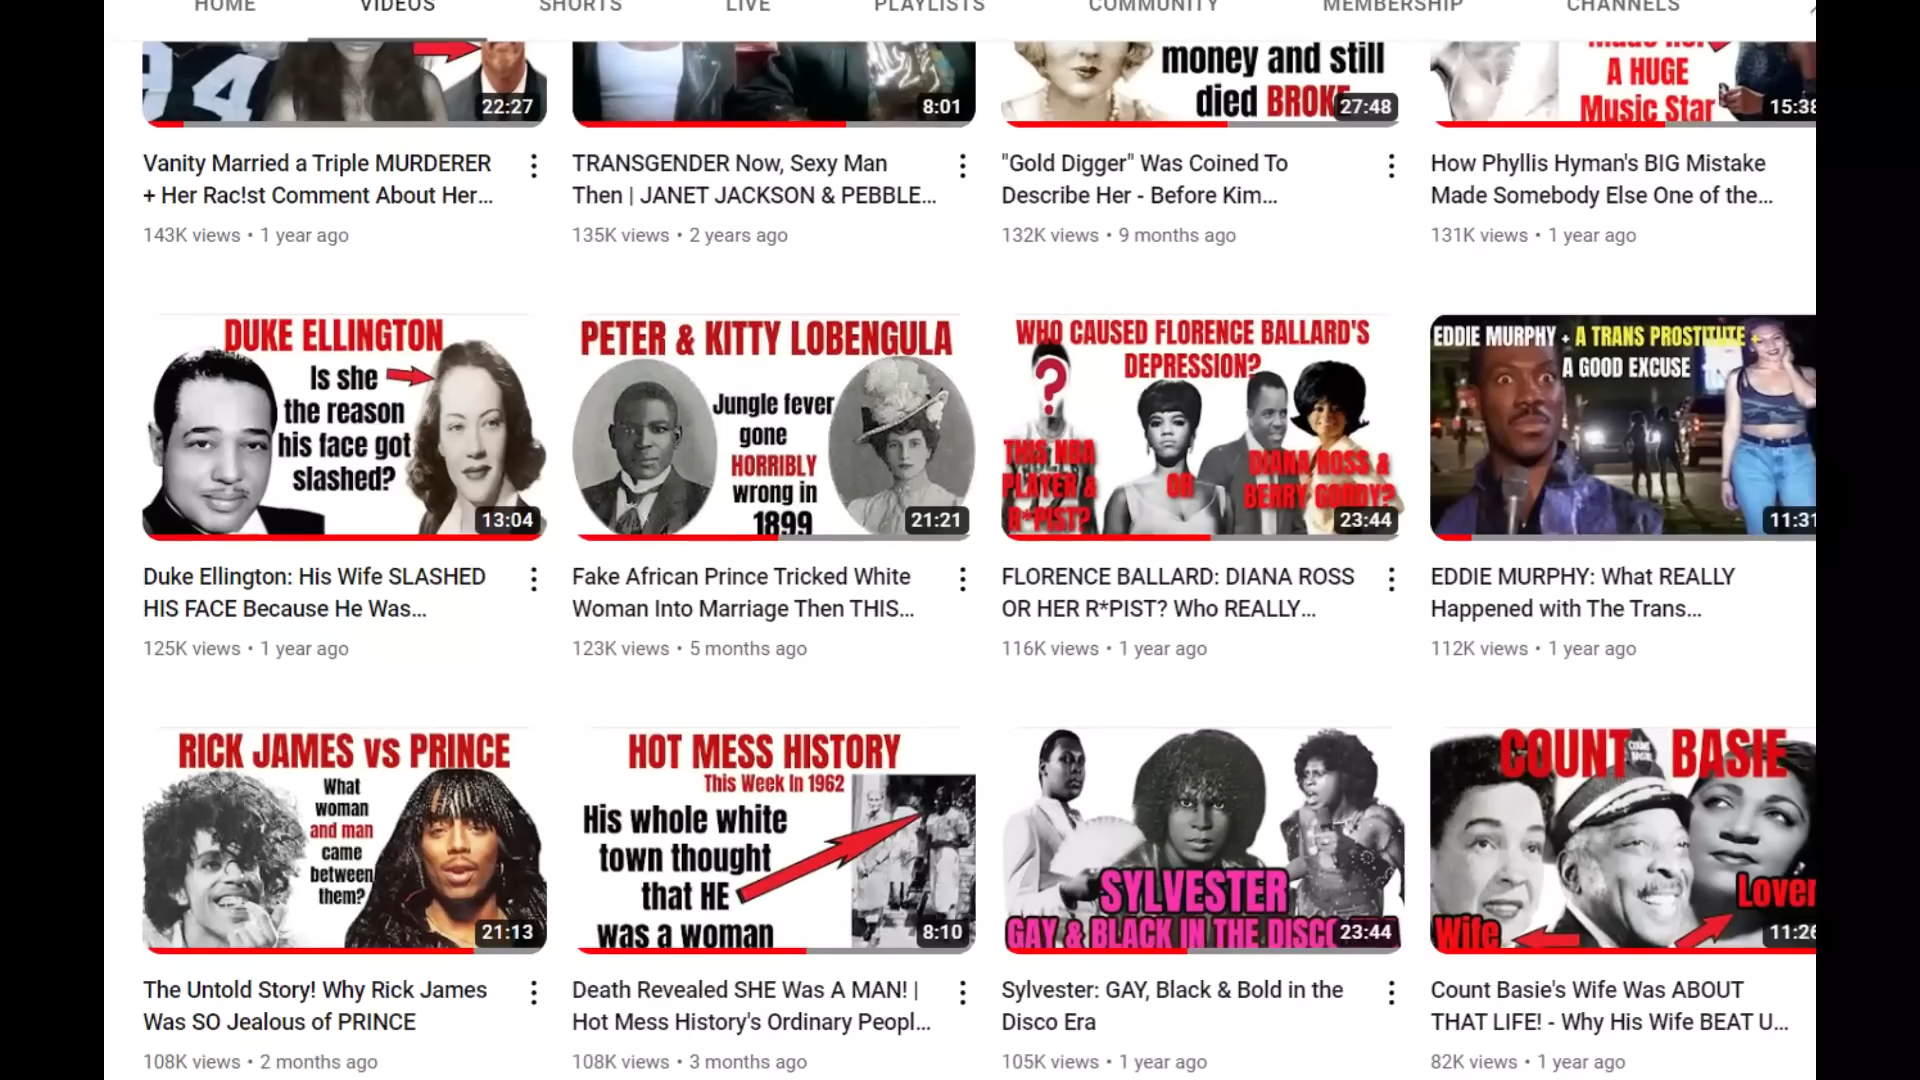 HOME VIDEOS SHORTS LIVE PLAYLISTS COMMUNITY MEMBERSHIP CHANNELS
22:27
8:01
money and still
died BROKE
27:48
Made her
A HUGE
Music Star
15:38
Vanity Married a Triple MURDERER
+ Her Rac!st Comment About Her...
143K views • 1 year ago
TRANSGENDER Now, Sexy Man
Then | JANET JACKSON & PEBBLE...
135K views • 2 years ago
"Gold Digger" Was Coined To
Describe Her - Before Kim...
132K views • 9 months ago
How Phyllis Hyman's BIG Mistake
Made Somebody Else One of the...
131K views • 1 year ago
DUKE ELLINGTON
Is she
the reason
his face got
slashed?
13:04
PETER & KITTY LOBENGULA
Jungle fever
gone
HORRIBLY
wrong in
1899
21:21
WHO CAUSED FLORENCE BALLARD'S
DEPRESSION?
?
THIS NBA
PLAYER &
R*PIST?
OR
DIANA ROSS &
BERRY GORDY?
23:44
EDDIE MURPHY + A TRANS PROSTITUTE +
A GOOD EXCUSE
11:31
Duke Ellington: His Wife SLASHED
HIS FACE Because He Was...
125K views • 1 year ago
Fake African Prince Tricked White
Woman Into Marriage Then THIS...
123K views • 5 months ago
FLORENCE BALLARD: DIANA ROSS
OR HER R*PIST? Who REALLY...
116K views • 1 year ago
EDDIE MURPHY: What REALLY
Happened with The Trans...
112K views • 1 year ago
RICK JAMES vs PRINCE
What
woman
and man
came
between
them?
21:13
HOT MESS HISTORY
This Week In 1962
His whole white
town thought
that HE
was a woman
8:10
SYLVESTER
GAY & BLACK IN THE DISCO
23:44
COUNT BASIE
COUNT
BASIE
Wife
Lover
11:26
The Untold Story! Why Rick James
Was SO Jealous of PRINCE
108K views • 2 months ago
Death Revealed SHE Was A MAN! |
Hot Mess History's Ordinary Peopl...
108K views • 3 months ago
Sylvester: GAY, Black & Bold in the
Disco Era
105K views • 1 year ago
Count Basie's Wife Was ABOUT
THAT LIFE! - Why His Wife BEAT U...
82K views • 1 year ago